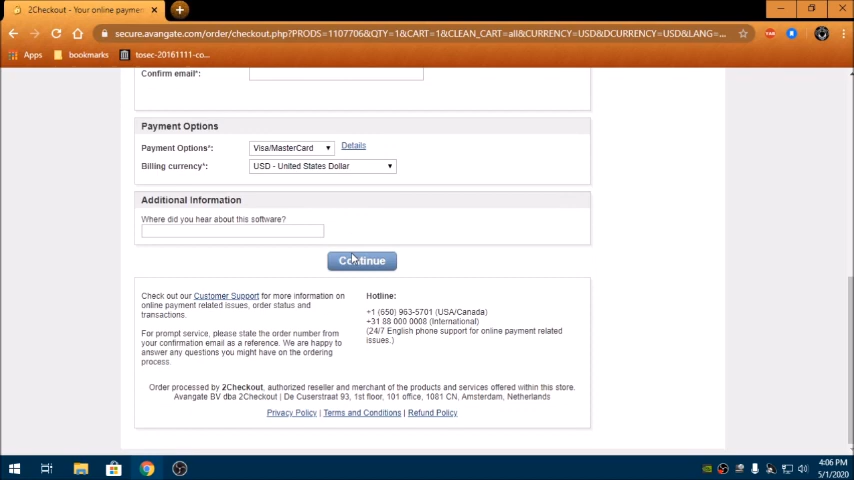 2Checkout - Your online paymen
secure.avangate.com/order/checkout.php?PRODS=1107706&QTY=1&CART=1&CLEAN_CART=all&CURRENCY=USD&DCURRENCY=USD&LANG=...
Apps bookmarks tosec-20161111-co...
Confirm email*:
Payment Options
Payment Options*: Visa/MasterCard Details
Billing currency*: USD - United States Dollar
Additional Information
Where did you hear about this software?
Continue
Check out our Customer Support for more information on
online payment related issues, order status and
transactions.
For prompt service, please state the order number from
your confirmation email as a reference. We are happy to
answer any questions you might have on the ordering
process.
Hotline:
+1 (650) 963-5701 (USA/Canada)
+31 88 000 0008 (International)
(24/7 English phone support for online payment related
issues.)
Order processed by 2Checkout, authorized reseller and merchant of the products and services offered within this store.
Avangate BV dba 2Checkout | De Cuserstraat 93, 1st floor, 101 office, 1081 CN, Amsterdam, Netherlands
Privacy Policy | Terms and Conditions | Refund Policy
4:06 PM
5/1/2020